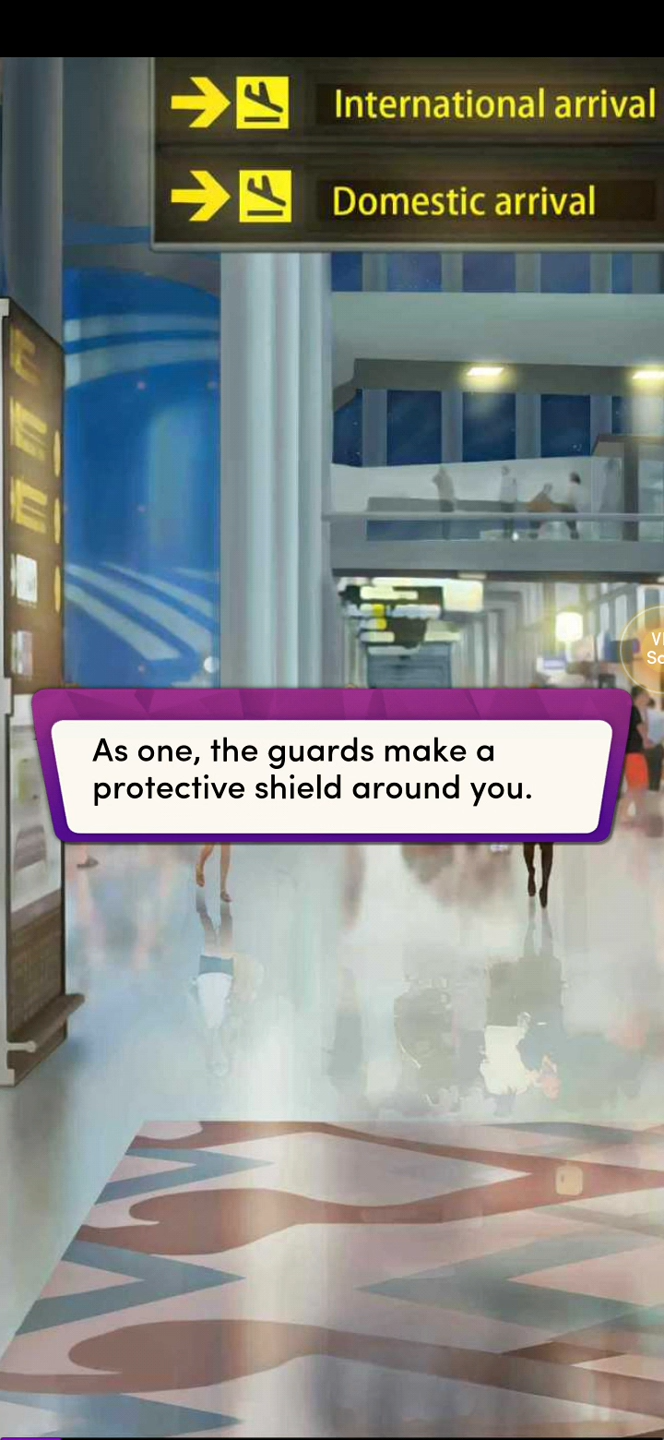 International arrival
Domestic arrival
As one, the guards make a
protective shield around you.